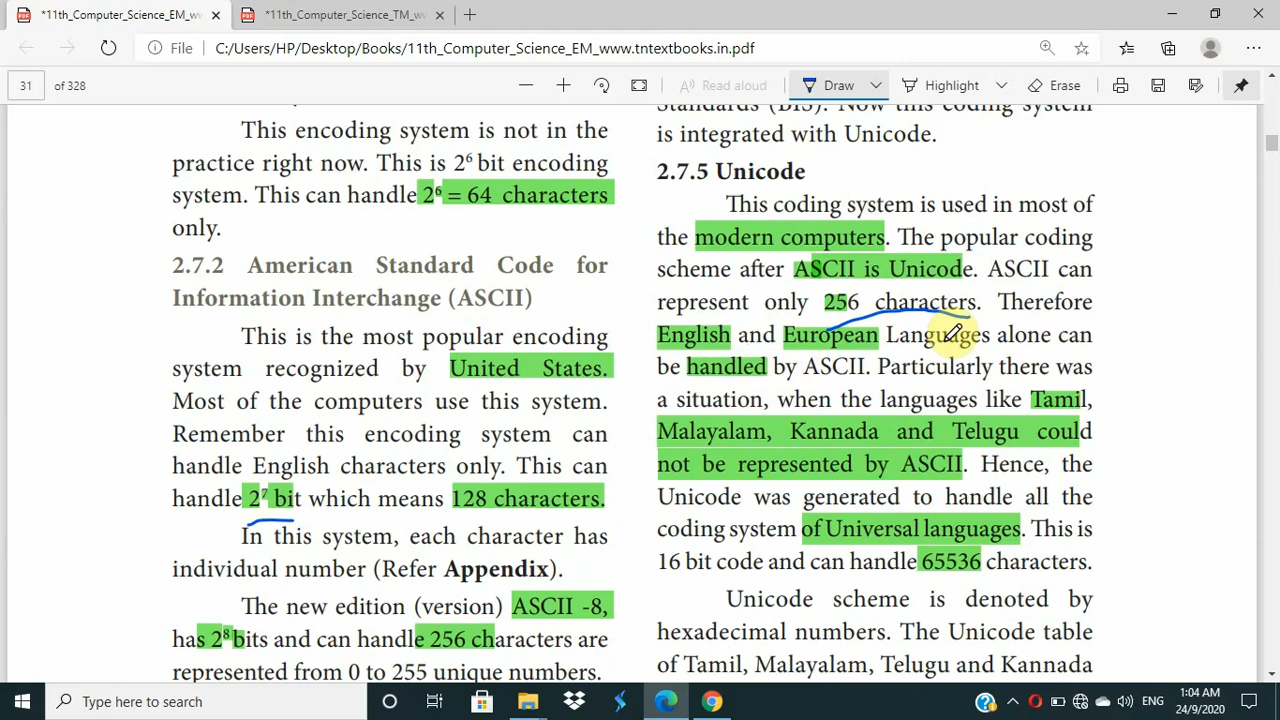 *11th_Computer_Science_EM_w
*11th_Computer_Science_TM_w
File
C:/Users/HP/Desktop/Books/11th_Computer_Science_EM_www.tntextbooks.in.pdf
31 of 328
Read aloud
Draw
Highlight
Erase
This encoding system is not in the
practice right now. This is 2⁶ bit encoding
system. This can handle 2⁶ = 64 characters
only.
2.7.2 American Standard Code for
Information Interchange (ASCII)
This is the most popular encoding
system recognized by United States.
Most of the computers use this system.
Remember this encoding system can
handle English characters only. This can
handle 2⁷ bit which means 128 characters.
In this system, each character has
individual number (Refer Appendix).
The new edition (version) ASCII -8,
has 2⁸ bits and can handle 256 characters are
represented from 0 to 255 unique numbers.
Standards (BIS). Now this coding system
is integrated with Unicode.
2.7.5 Unicode
This coding system is used in most of
the modern computers. The popular coding
scheme after ASCII is Unicode. ASCII can
represent only 256 characters. Therefore
English and European Languages alone can
be handled by ASCII. Particularly there was
a situation, when the languages like Tamil,
Malayalam, Kannada and Telugu could
not be represented by ASCII. Hence, the
Unicode was generated to handle all the
coding system of Universal languages. This is
16 bit code and can handle 65536 characters.
Unicode scheme is denoted by
hexadecimal numbers. The Unicode table
of Tamil, Malayalam, Telugu and Kannada
Type here to search
ENG
1:04 AM
24/9/2020